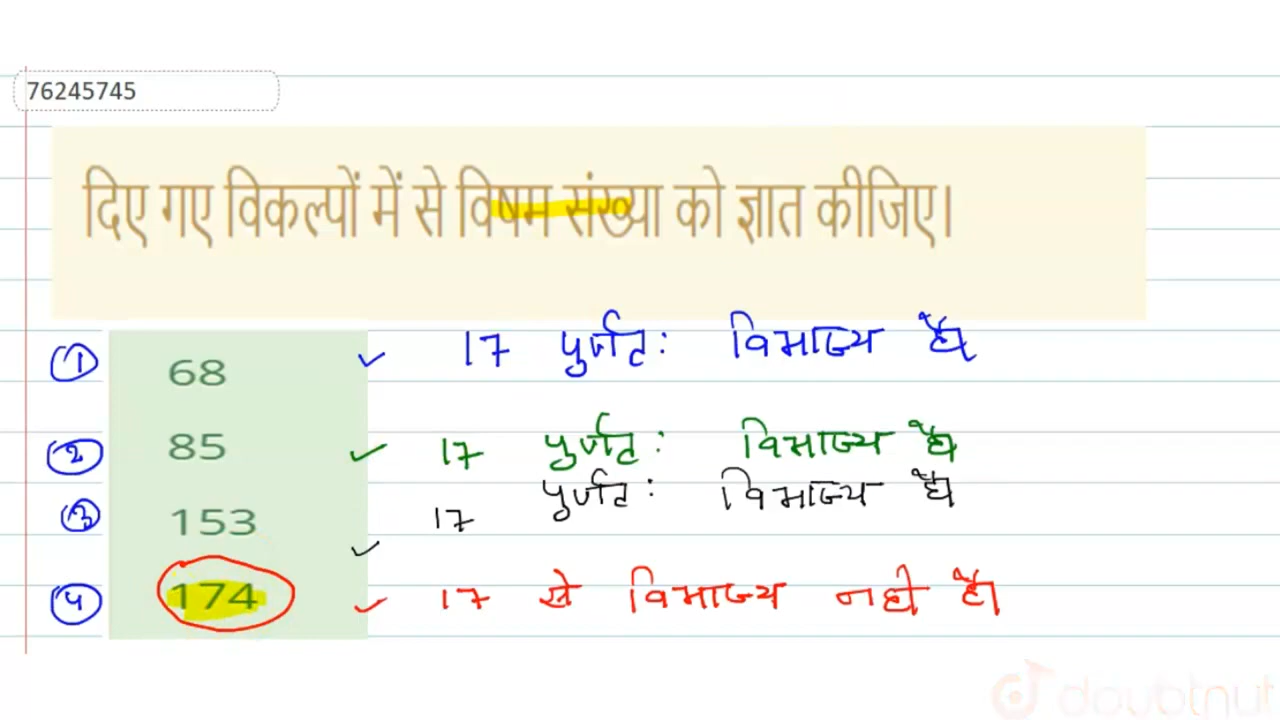 76245745
दिए गए विकल्पों में से विषम संख्या को ज्ञात कीजिए।
① 68 ✓ 17 पुर्णतः विभाज्य है
② 85 ✓ 17 पुर्णतः विभाज्य है
③ 153 ✓ 17 पुर्णतः विभाज्य है
④ 174 ✓ 17 से विभाज्य नही है।
doubtnut